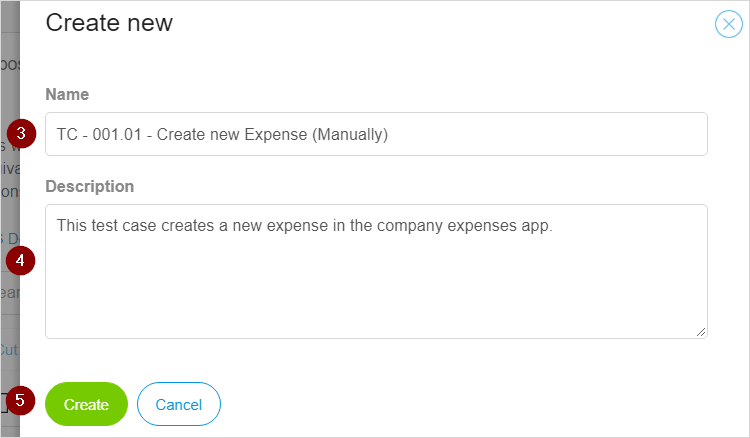 Create new
Name
3
TC - 001.01 - Create new Expense (Manually)
Description
This test case creates a new expense in the company expenses app.
4
5
Create
Cancel